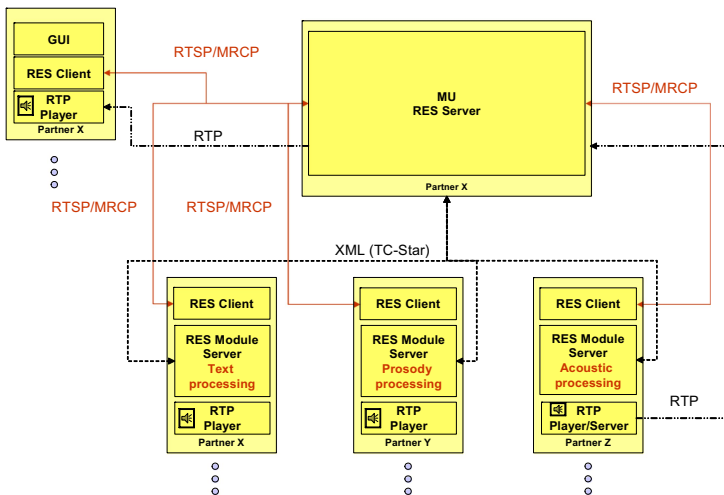 GUI
RES Client
RTP
Player
Partner X
RTSP/MRCP
RTP
MU
RES Server
Partner X
RTSP/MRCP
RTSP/MRCP
RTSP/MRCP
XML (TC-Star)
RES Client
RES Module
Server
Text
processing
RTP
Player
Partner X
RES Client
RES Module
Server
Prosody
processing
RTP
Player
Partner Y
RES Client
RES Module
Server
Acoustic
processing
RTP
Player/Server
Partner Z
RTP